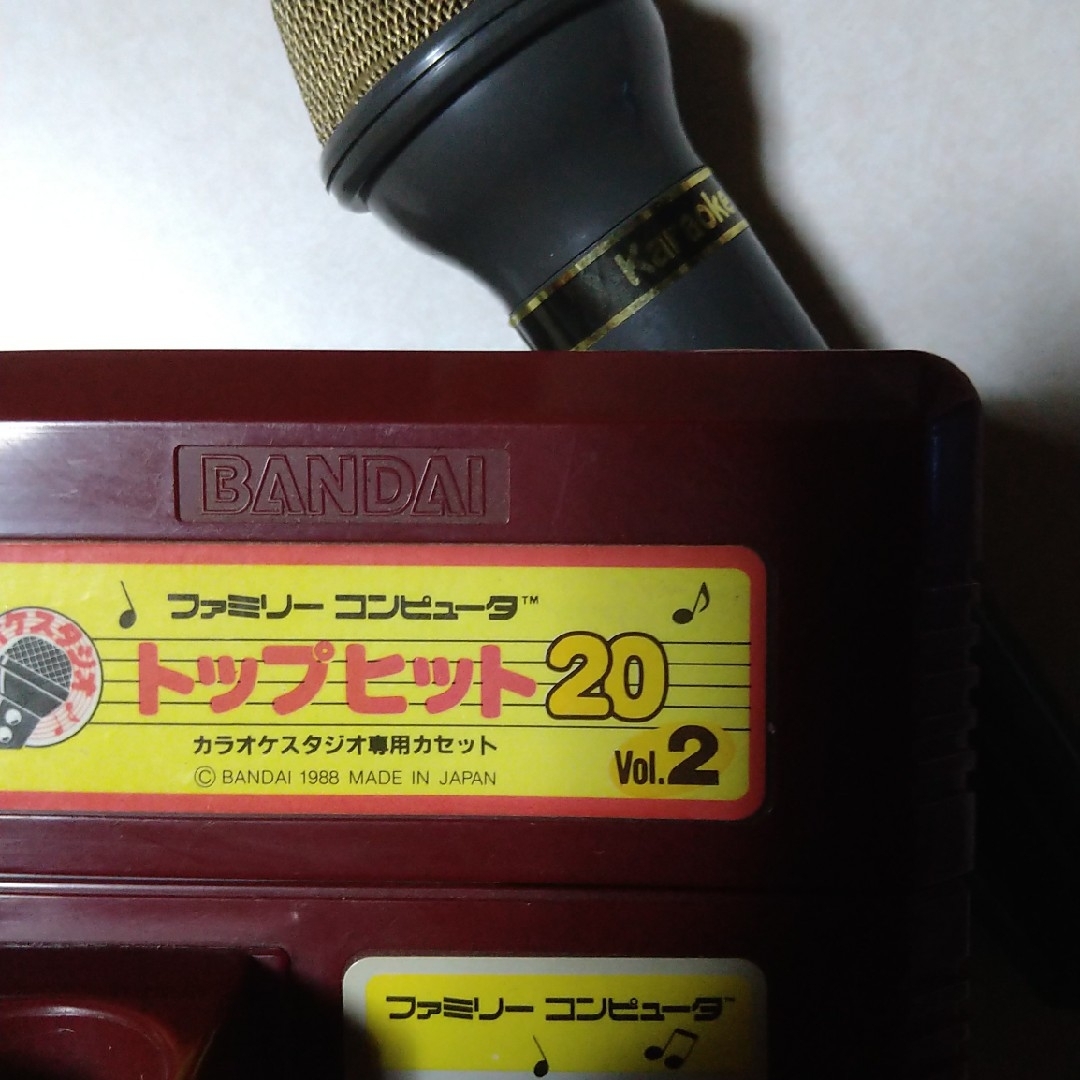 Karaoke
BANDAI
ファミリー コンピュータ™
トップヒット20
カラオケスタジオ専用カセット
Vol.2
© BANDAI 1988 MADE IN JAPAN
オケスタジオ
ファミリー コンピュータ™